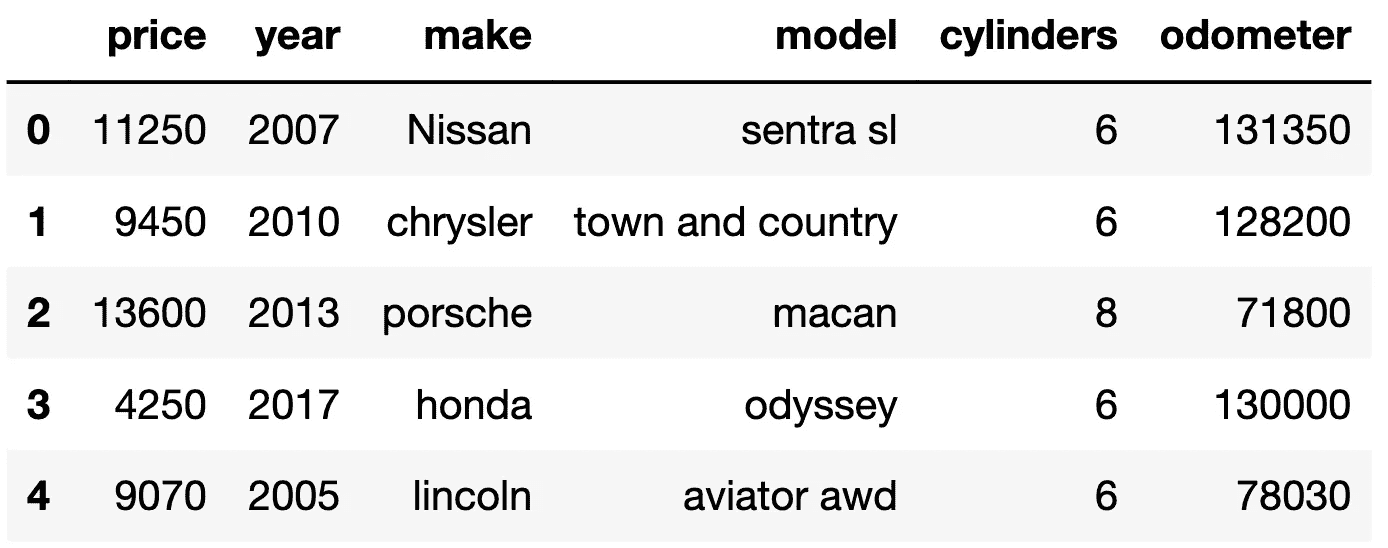 price year make model cylinders odometer
0 11250 2007 Nissan sentra sl 6 131350
1 9450 2010 chrysler town and country 6 128200
2 13600 2013 porsche macan 8 71800
3 4250 2017 honda odyssey 6 130000
4 9070 2005 lincoln aviator awd 6 78030